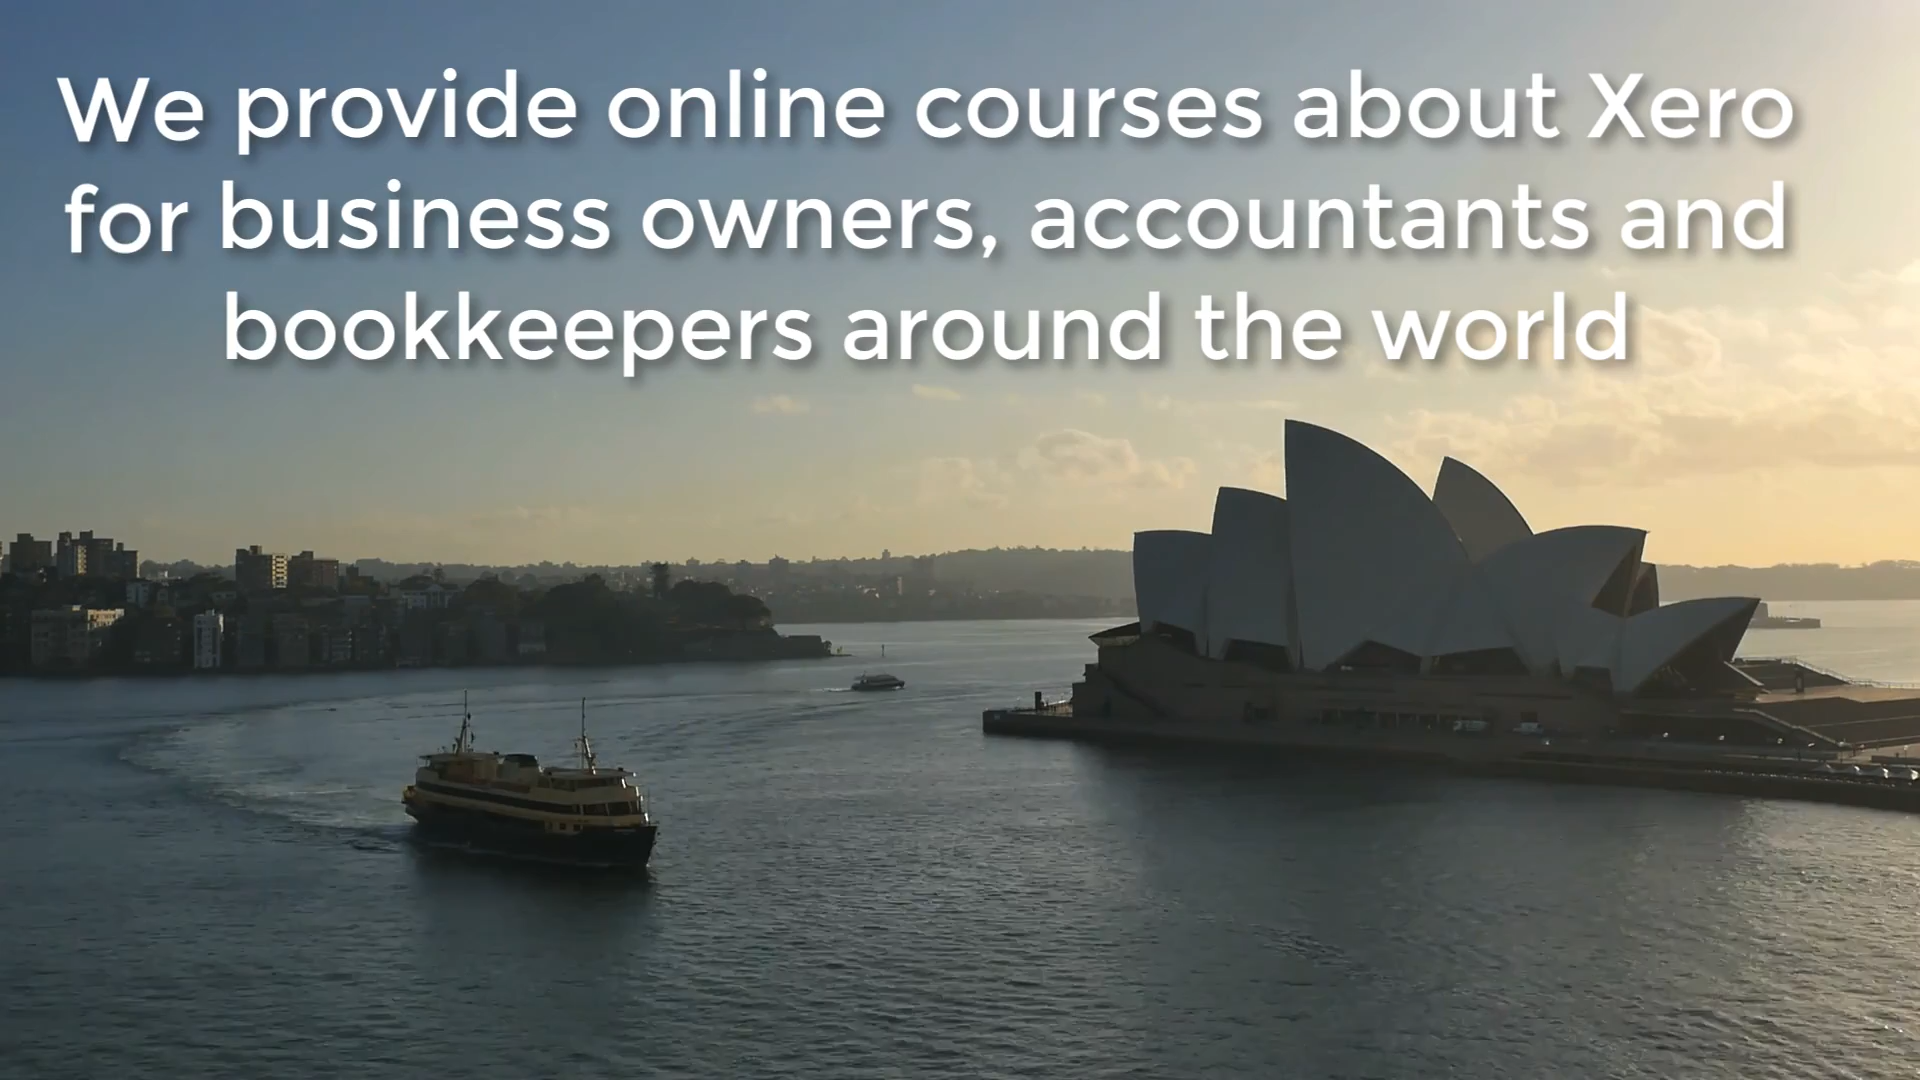 We provide online courses about Xero
for business owners, accountants and
bookkeepers around the world